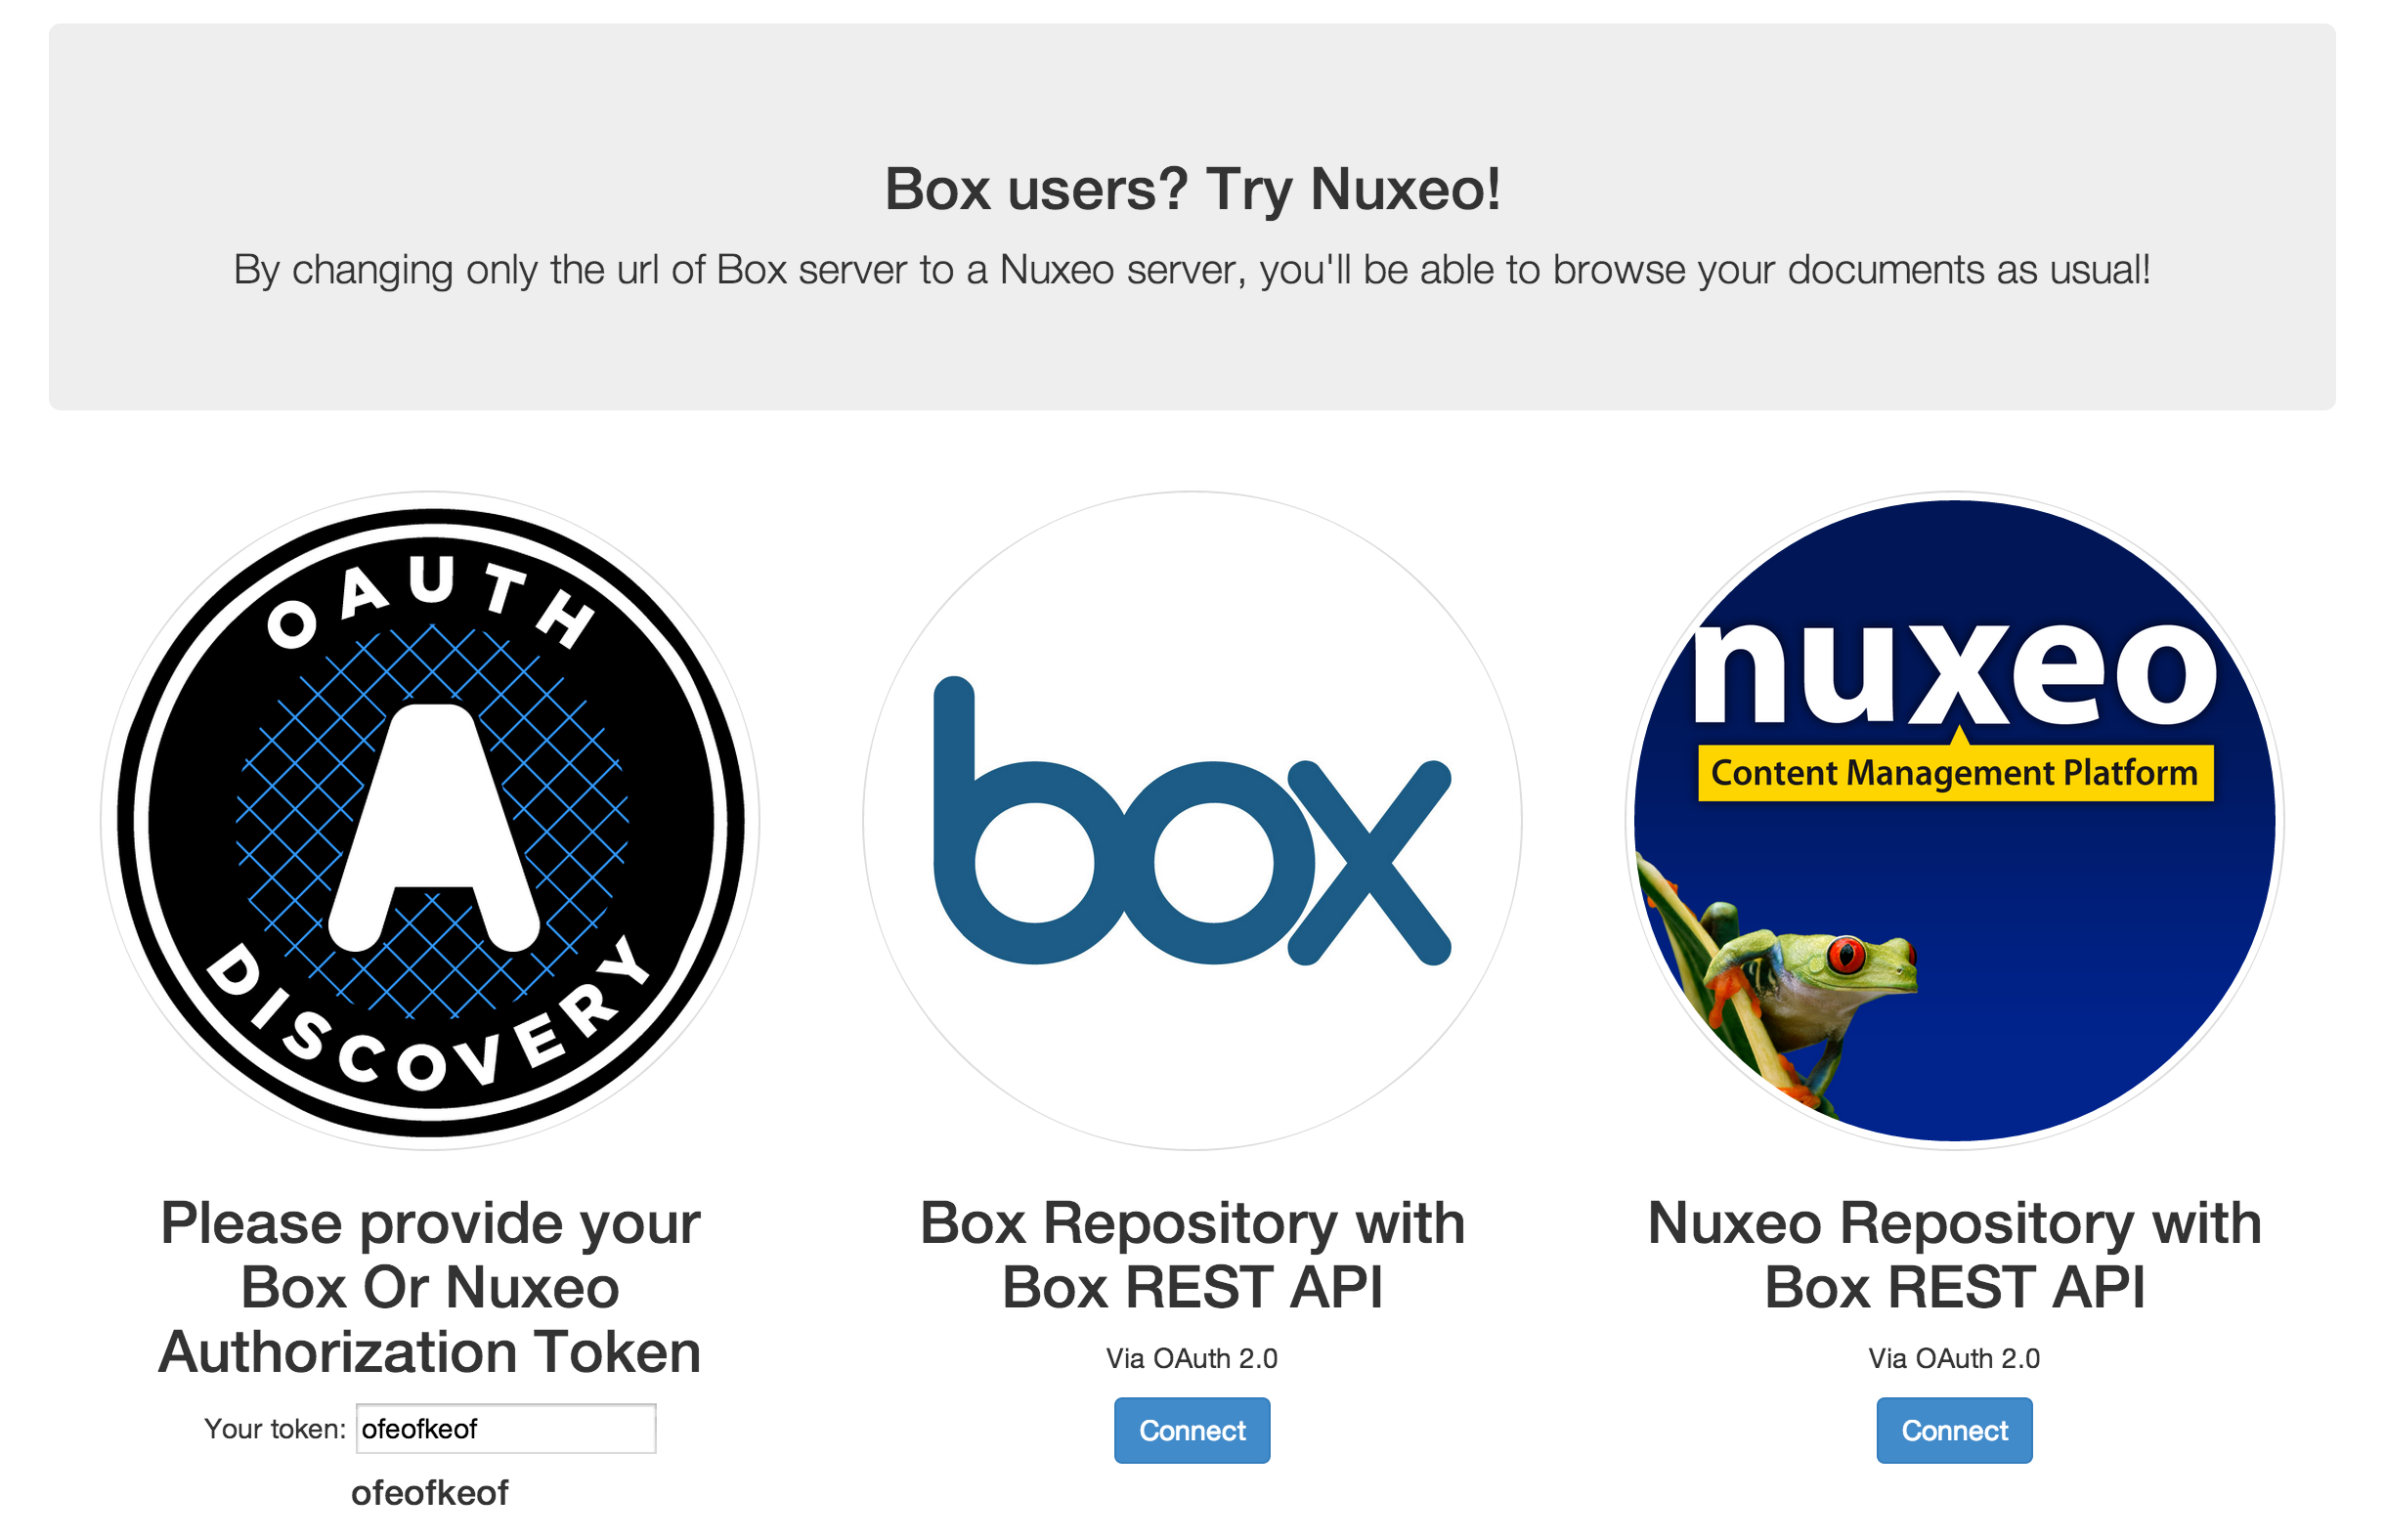 Box users? Try Nuxeo!
By changing only the url of Box server to a Nuxeo server, you'll be able to browse your documents as usual!
OAUTH
DISCOVERY
box
nuxeo
Content Management Platform
Please provide your
Box Or Nuxeo
Authorization Token
Your token: ofeofkeof
ofeofkeof
Box Repository with
Box REST API
Via OAuth 2.0
Connect
Nuxeo Repository with
Box REST API
Via OAuth 2.0
Connect